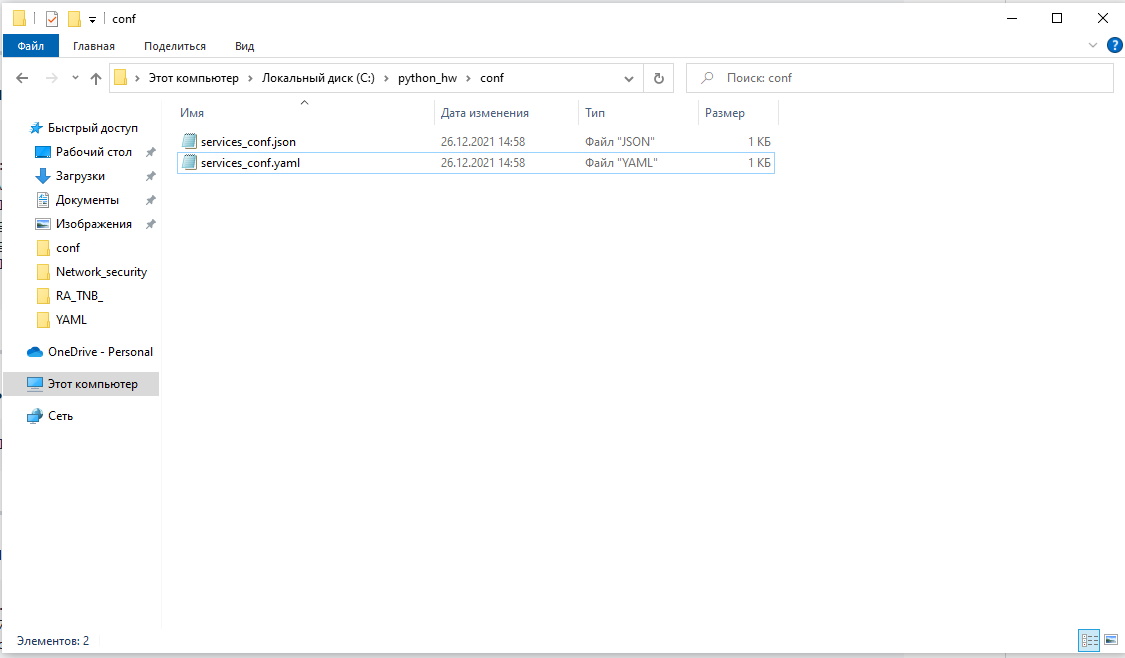 conf
Файл Главная Поделиться Вид
Этот компьютер Локальный диск (C:) python_hw conf Поиск: conf
Имя Дата изменения Тип Размер
services_conf.json 26.12.2021 14:58 Файл "JSON" 1 КБ
services_conf.yaml 26.12.2021 14:58 Файл "YAML" 1 КБ
Быстрый доступ
Рабочий стол
Загрузки
Документы
Изображения
conf
Network_security
RA_TNB_
YAML
OneDrive - Personal
Этот компьютер
Сеть
Элементов: 2